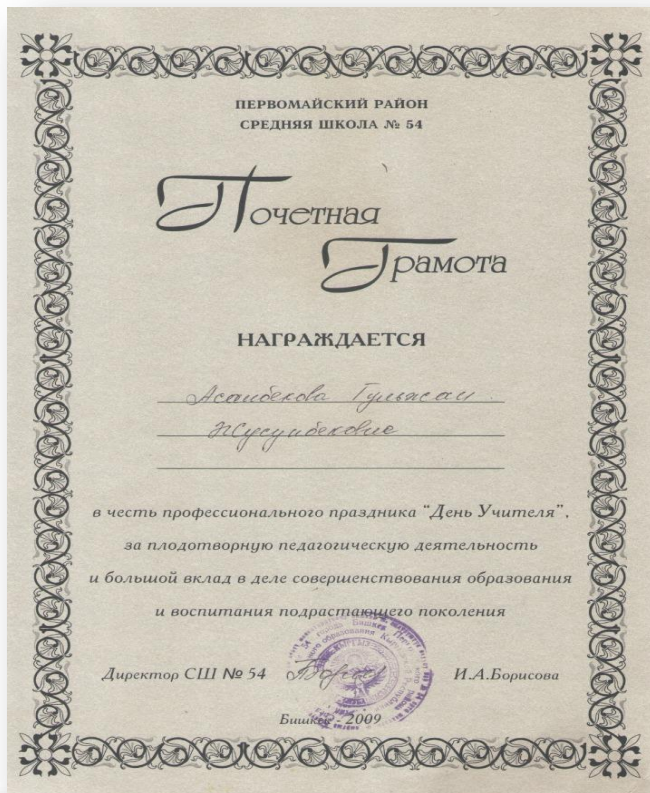 ПЕРВОМАЙСКИЙ РАЙОН
СРЕДНЯЯ ШКОЛА № 54
Почетная
Грамота
НАГРАЖДАЕТСЯ
Асанбекова Гульжан
Жусупбековна
в честь профессионального праздника “День Учителя”,
за плодотворную педагогическую деятельность
и большой вклад в деле совершенствования образования
и воспитания подрастающего поколения
Директор СШ № 54 И.А.Борисова
Бишкек - 2009